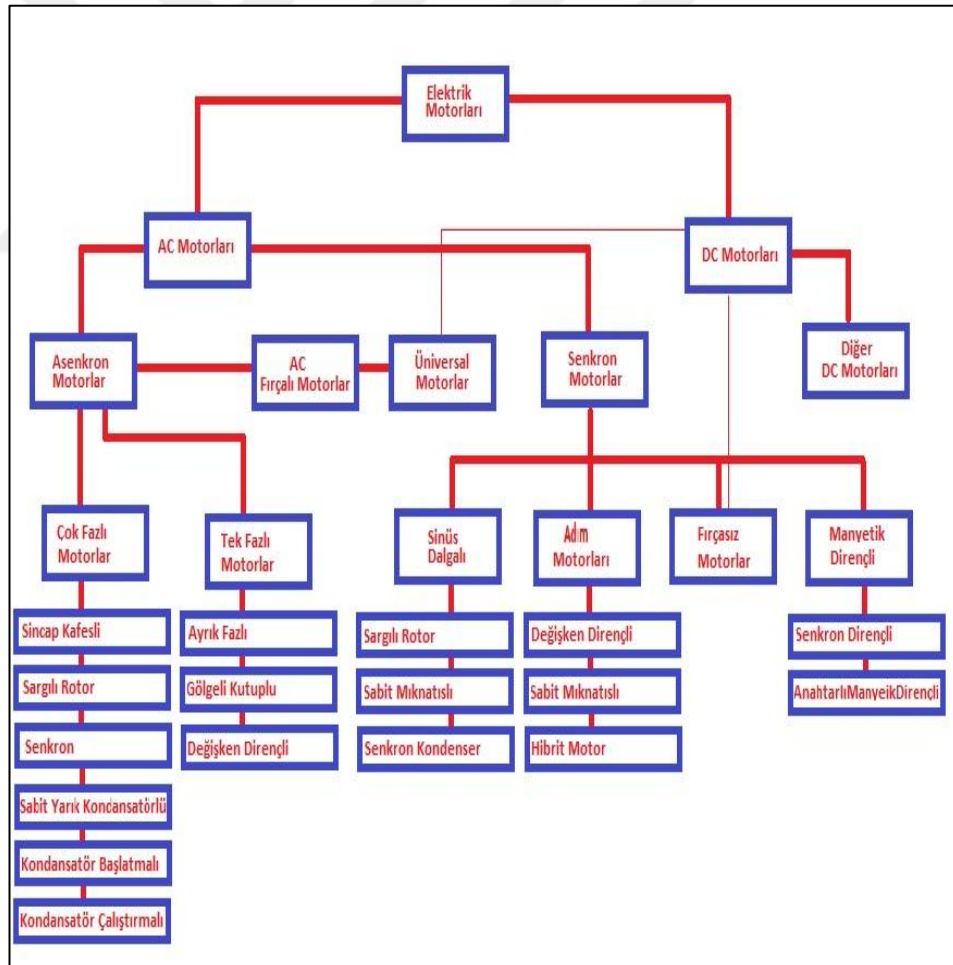 Elektrik
Motorları
AC Motorları
DC Motorları
Asenkron
Motorlar
AC
Fırçalı Motorlar
Üniversal
Motorlar
Senkron
Motorlar
Diğer
DC Motorları
Çok Fazlı
Motorlar
Tek Fazlı
Motorlar
Sinüs
Dalgalı
Adım
Motorları
Fırçasız
Motorlar
Manyetik
Dirençli
Sincap Kafesli
Sargılı Rotor
Senkron
Sabit Yarık Kondansatörlü
Kondansatör Başlatmalı
Kondansatör Çalıştırmalı
Ayrık Fazlı
Gölgeli Kutuplu
Değişken Dirençli
Sargılı Rotor
Sabit Mıknatıslı
Senkron Kondenser
Değişken Dirençli
Sabit Mıknatıslı
Hibrit Motor
Senkron Dirençli
AnahtarlıManyeikDirençli